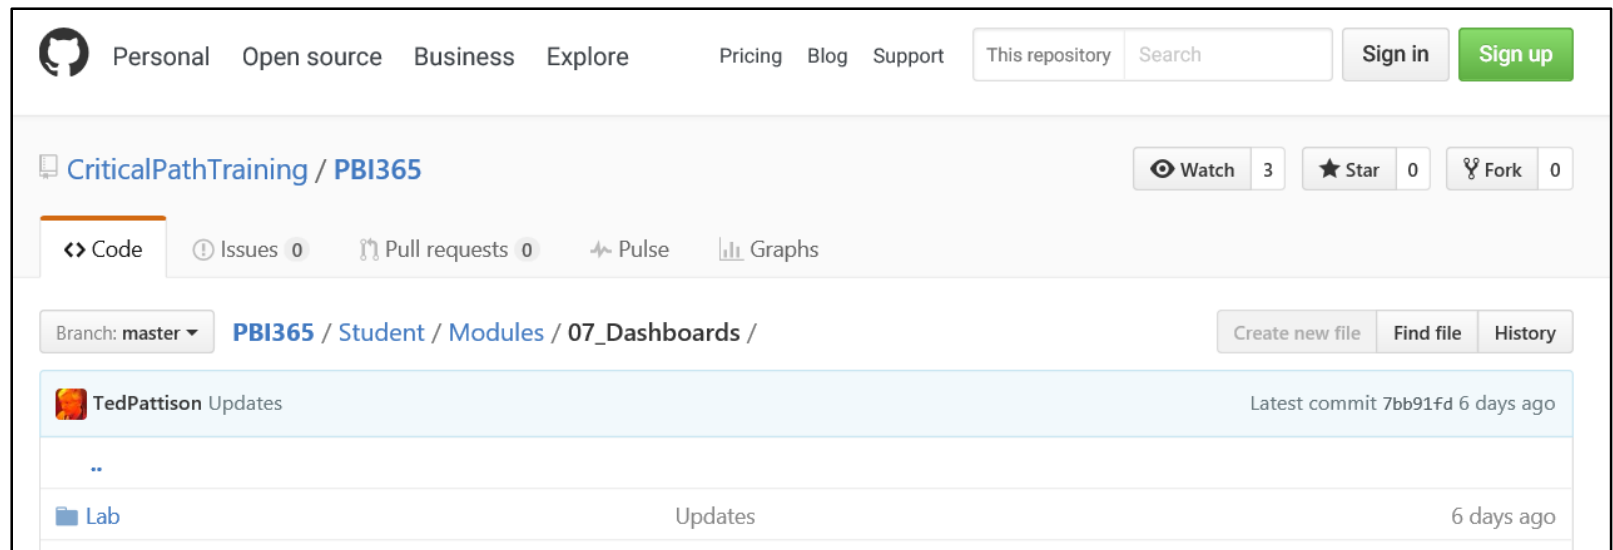 Personal Open source Business Explore Pricing Blog Support This repository Search Sign in Sign up
CriticalPathTraining / PBI365 Watch 3 Star 0 Fork 0
Code Issues 0 Pull requests 0 Pulse Graphs
Branch: master PBI365 / Student / Modules / 07_Dashboards / Create new file Find file History
TedPattison Updates Latest commit 7bb91fd 6 days ago
..
Lab Updates 6 days ago